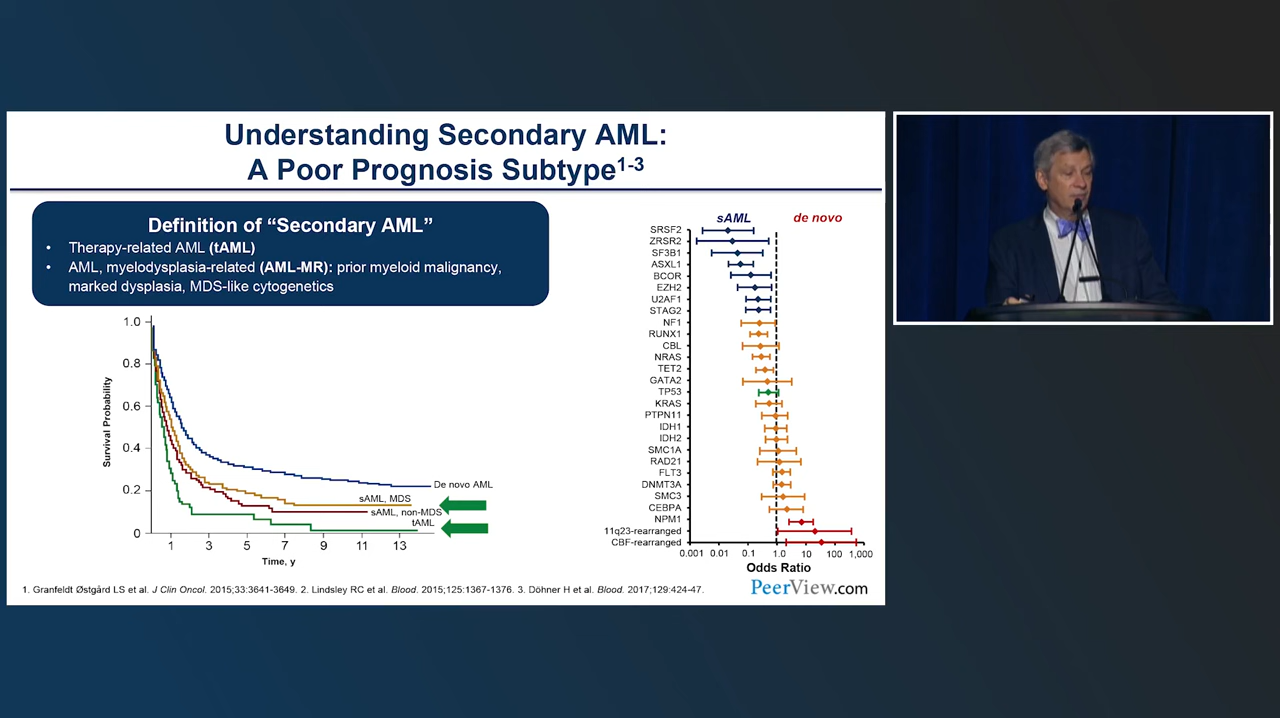 Understanding Secondary AML:
A Poor Prognosis Subtype1-3
Definition of “Secondary AML”
• Therapy-related AML (tAML)
• AML, myelodysplasia-related (AML-MR): prior myeloid malignancy,
marked dysplasia, MDS-like cytogenetics
Survival Probability
1.0
0.8
0.6
0.4
0.2
0
1 3 5 7 9 11 13
Time, y
De novo AML
sAML, MDS
sAML, non-MDS
tAML
sAML de novo
SRSF2
ZRSR2
SF3B1
ASXL1
BCOR
EZH2
U2AF1
STAG2
NF1
RUNX1
CBL
NRAS
TET2
GATA2
TP53
KRAS
PTPN11
IDH1
IDH2
SMC1A
RAD21
FLT3
DNMT3A
SMC3
CEBPA
NPM1
11q23-rearranged
CBF-rearranged
0.001 0.01 0.1 1.0 10 100 1,000
Odds Ratio
1. Granfeldt Østgård LS et al. J Clin Oncol. 2015;33:3641-3649. 2. Lindsley RC et al. Blood. 2015;125:1367-1376. 3. Döhner H et al. Blood. 2017;129:424-47.
PeerView.com